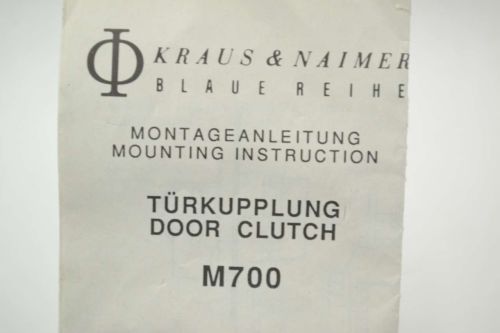 KRAUS & NAIMER
BLAUE REIHE
MONTAGEANLEITUNG
MOUNTING INSTRUCTION
TÜRKUPPLUNG
DOOR CLUTCH
M700